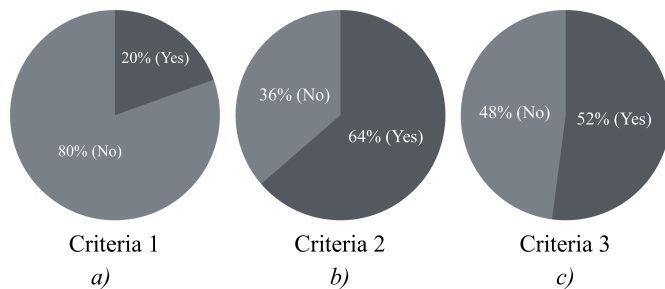 20% (Yes)
80% (No)
Criteria 1
a)
36% (No)
64% (Yes)
Criteria 2
b)
48% (No)
52% (Yes)
Criteria 3
c)